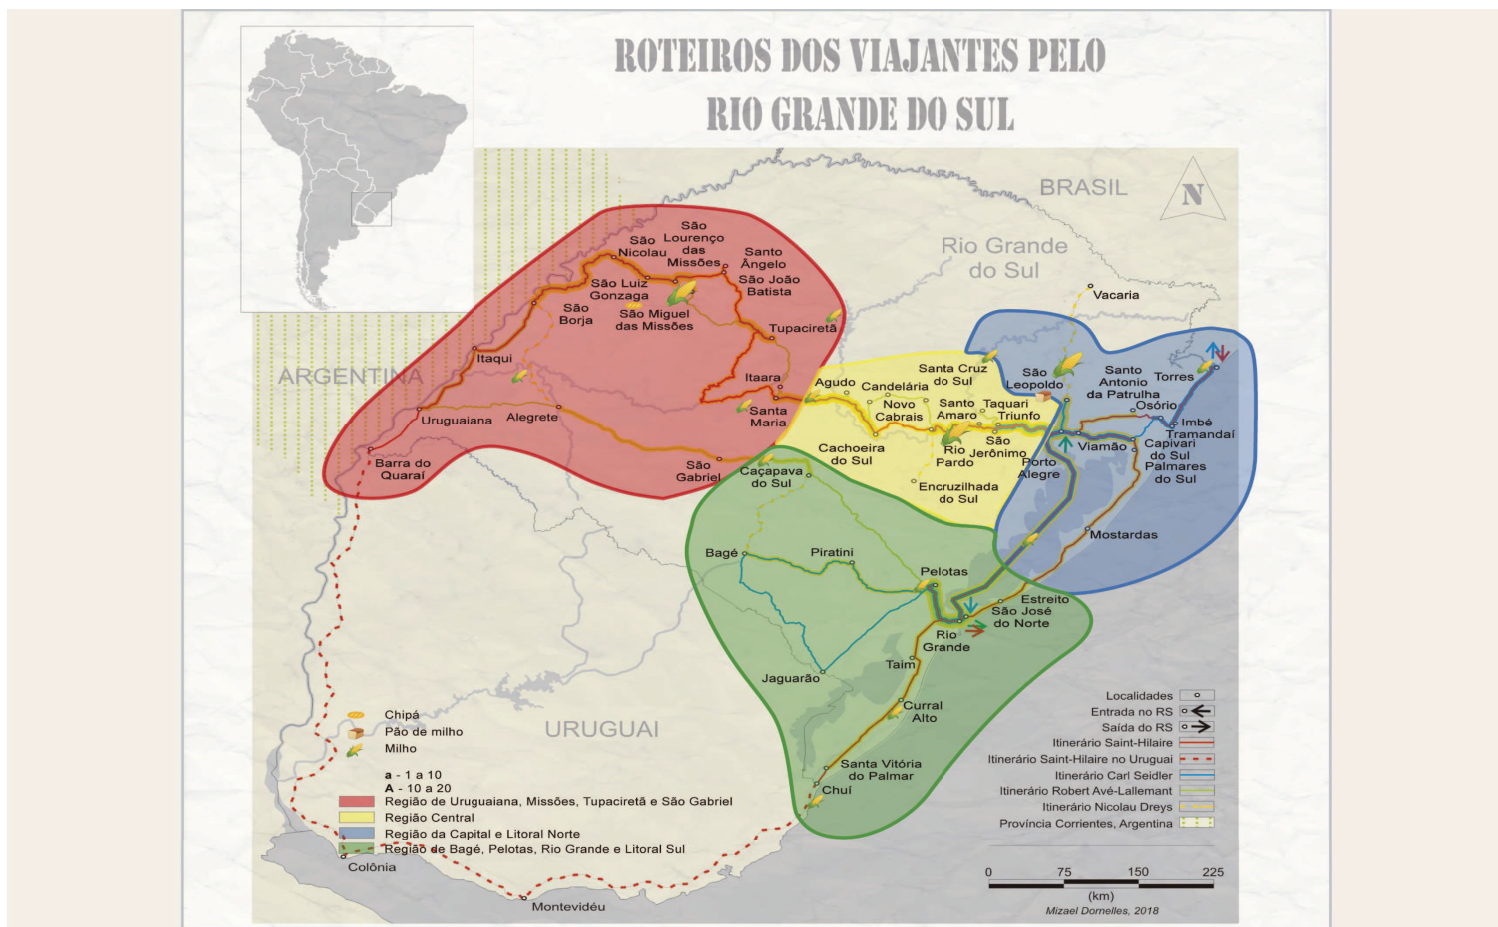 ROTEIROS DOS VIAJANTES PELO
RIO GRANDE DO SUL
BRASIL
N
Rio Grande
do Sul
Vacaria
ARGENTINA
URUGUAI
São
Nicolau
São
Lourenço
das
Missões
Santo
Ângelo
São João
Batista
São Luiz
Gonzaga
São
Borja
São Miguel
das Missões
Tupaciretã
Itaqui
Itaara
Santa
Maria
Uruguaiana
Alegrete
Barra do
Quaraí
São
Gabriel
Agudo
Candelária
Santa Cruz
do Sul
Novo
Cabrais
Santo
Amaro
Taquari
Triunfo
Cachoeira
do Sul
Rio
Pardo
São
Jerônimo
Encruzilhada
do Sul
São
Leopoldo
Santo
Antonio
da Patrulha
Torres
Osório
Imbé
Tramandaí
Viamão
Capivari
do Sul
Palmares
do Sul
Porto
Alegre
Mostardas
Caçapava
do Sul
Bagé
Piratini
Pelotas
Estreito
São José
do Norte
Rio
Grande
Taim
Jaguarão
Curral
Alto
Santa Vitória
do Palmar
Chuí
Colônia
Montevidéu
Chipá
Pão de milho
Milho
a - 1 a 10
A - 10 a 20
Região de Uruguaiana, Missões, Tupaciretã e São Gabriel
Região Central
Região da Capital e Litoral Norte
Região de Bagé, Pelotas, Rio Grande e Litoral Sul
Localidades
Entrada no RS
Saída do RS
Itinerário Saint-Hilaire
Itinerário Saint-Hilaire no Uruguai
Itinerário Carl Seidler
Itinerário Robert Avé-Lallemant
Itinerário Nicolau Dreys
Província Corrientes, Argentina
0 75 150 225
(km)
Mizael Dornelles, 2018